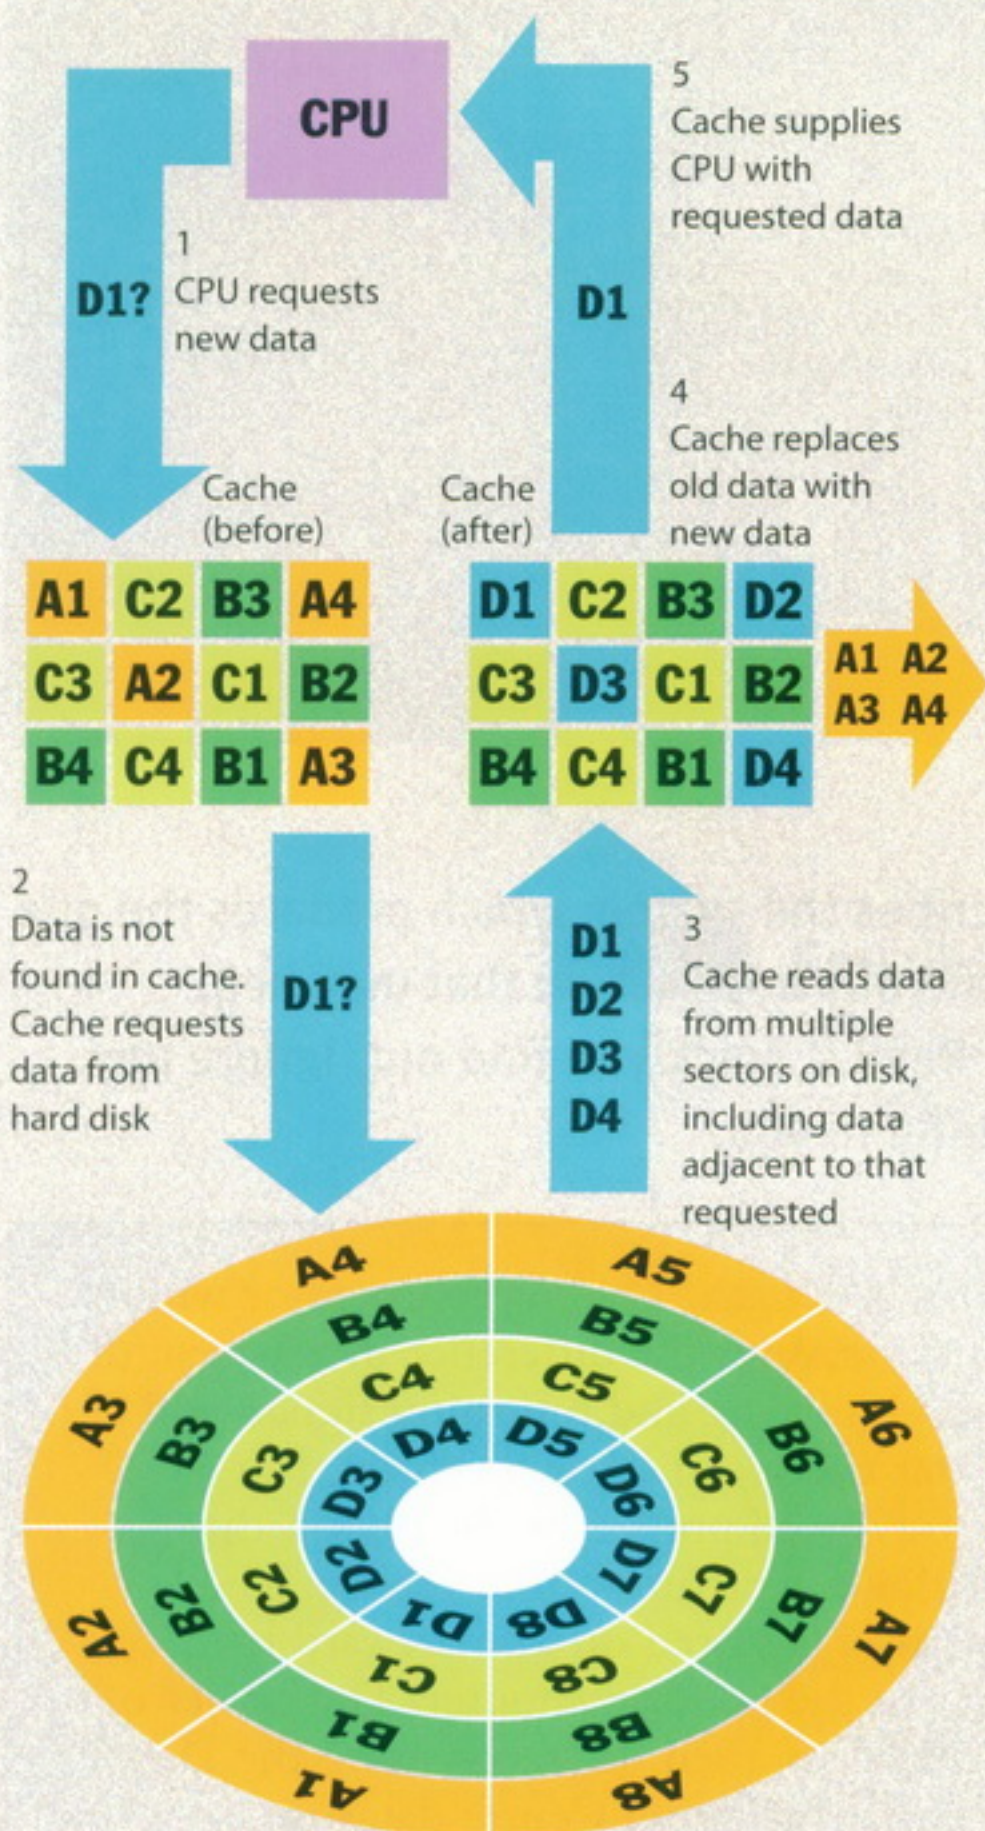 CPU
1
CPU requests
new data
D1?
5
Cache supplies
CPU with
requested data
D1
4
Cache replaces
old data with
new data
Cache
(before)
Cache
(after)
A1 C2 B3 A4
C3 A2 C1 B2
B4 C4 B1 A3
D1 C2 B3 D2
C3 D3 C1 B2
B4 C4 B1 D4
A1 A2
A3 A4
2
Data is not
found in cache.
Cache requests
data from
hard disk
D1?
D1
D2
D3
D4
3
Cache reads data
from multiple
sectors on disk,
including data
adjacent to that
requested
A4 A5
B4 B5
C4 C5
D4 D5
A3 B3 C3 D3 D6 C6 B6 A6
A2 B2 C2 D2 D7 C7 B7 A7
D1 D8
C1 C8
B1 B8
A1 A8